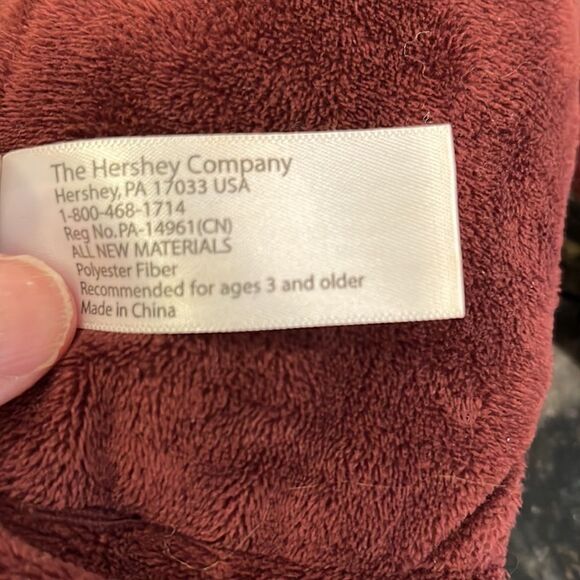 The Hershey Company
Hershey, PA 17033 USA
1-800-468-1714
Reg No. PA-14961(CN)
ALL NEW MATERIALS
Polyester Fiber
Recommended for ages 3 and older
Made in China